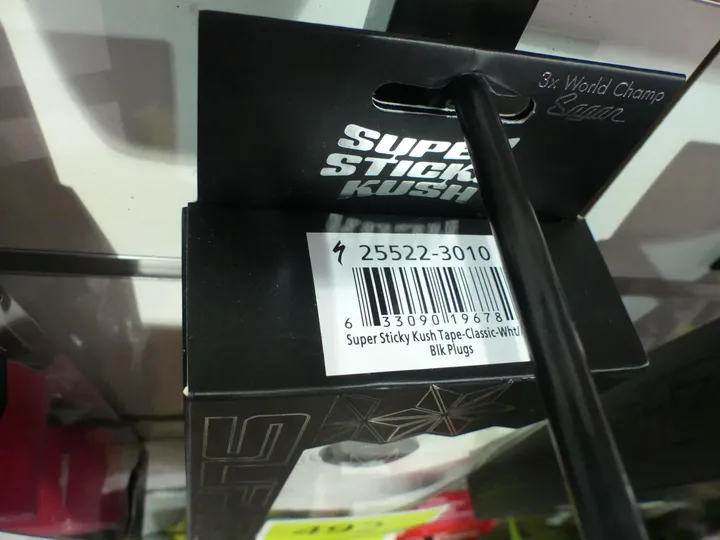 3x World Champ
Sagan
SUPER
STICKY
KUSH
25522-3010
6 33090 19678
Super Sticky Kush Tape-Classic-Wht/
Blk Plugs